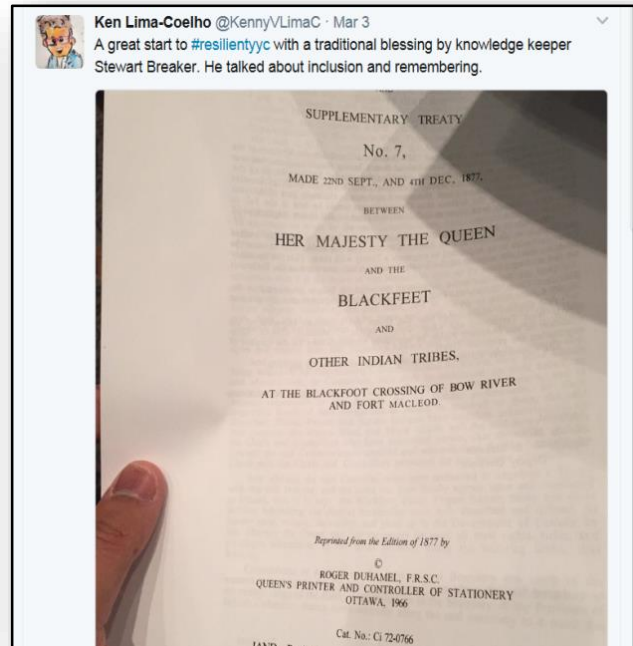 Ken Lima-Coelho @KennyVLimaC · Mar 3
A great start to #resilientyyc with a traditional blessing by knowledge keeper
Stewart Breaker. He talked about inclusion and remembering.
SUPPLEMENTARY TREATY
No. 7,
MADE 22ND SEPT., AND 4TH DEC. 1877,
BETWEEN
HER MAJESTY THE QUEEN
AND THE
BLACKFEET
AND
OTHER INDIAN TRIBES,
AT THE BLACKFOOT CROSSING OF BOW RIVER
AND FORT MACLEOD.
Reprinted from the Edition of 1877 by
©
ROGER DUHAMEL, F.R.S.C.
QUEEN'S PRINTER AND CONTROLLER OF STATIONERY
OTTAWA, 1966
Cat. No.: Ci 72-0766